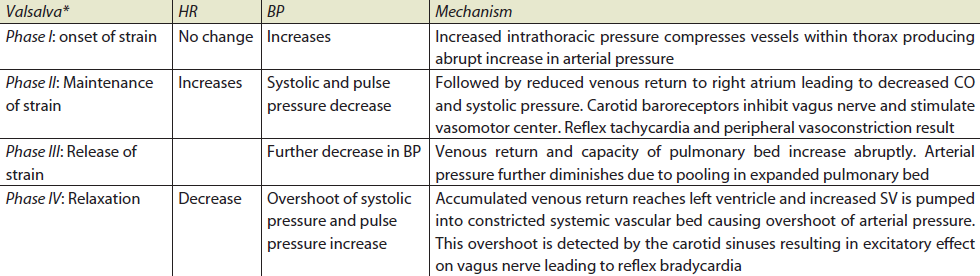 Valsalva* HR BP Mechanism
Phase I: onset of strain No change Increases Increased intrathoracic pressure compresses vessels within thorax producing
abrupt increase in arterial pressure
Phase II: Maintenance Increases Systolic and pulse Followed by reduced venous return to right atrium leading to decreased CO
of strain pressure decrease and systolic pressure. Carotid baroreceptors inhibit vagus nerve and stimulate
vasomotor center. Reflex tachycardia and peripheral vasoconstriction result
Phase III: Release of Further decrease in BP Venous return and capacity of pulmonary bed increase abruptly. Arterial
strain pressure further diminishes due to pooling in expanded pulmonary bed
Phase IV: Relaxation Decrease Overshoot of systolic Accumulated venous return reaches left ventricle and increased SV is pumped
pressure and pulse into constricted systemic vascular bed causing overshoot of arterial pressure.
pressure increase This overshoot is detected by the carotid sinuses resulting in excitatory effect
on vagus nerve leading to reflex bradycardia